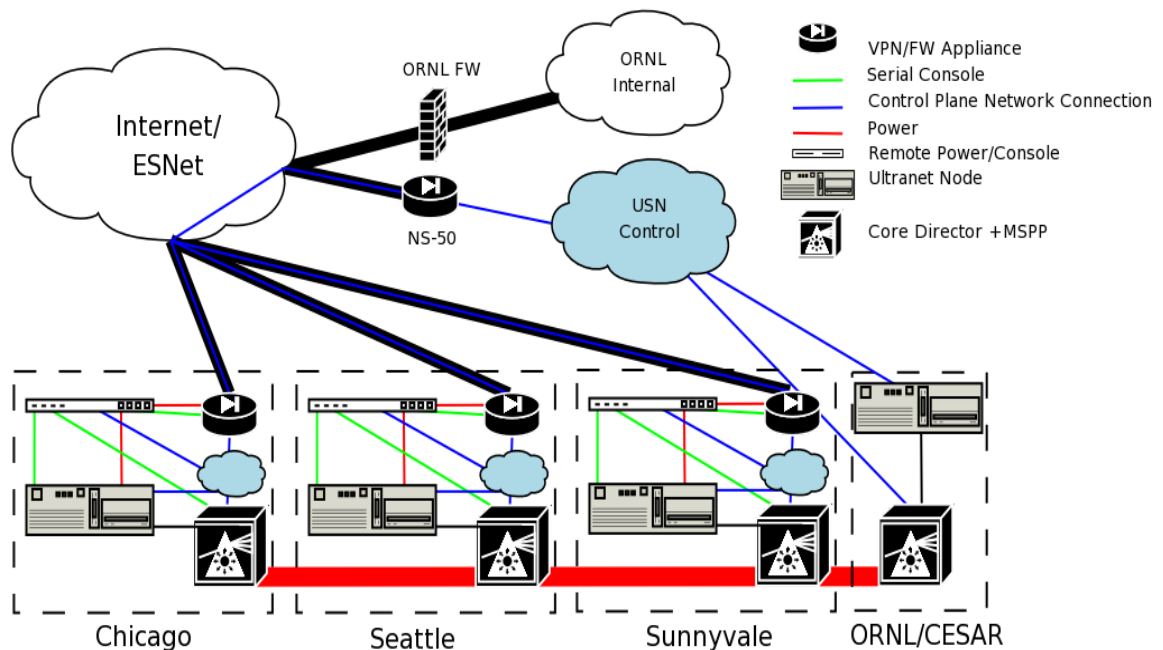 Internet/
ESNet
ORNL FW
ORNL
Internal
NS-50
USN
Control
VPN/FW Appliance
Serial Console
Control Plane Network Connection
Power
Remote Power/Console
Ultranet Node
Core Director +MSPP
Chicago
Seattle
Sunnyvale
ORNL/CESAR